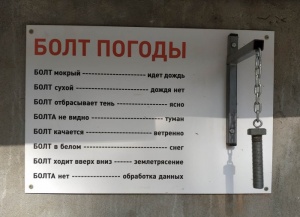 БОЛТ ПОГОДЫ
БОЛТ мокрый ---------------------- идет дождь
БОЛТ сухой ------------------------ дождя нет
БОЛТ отбрасывает тень ---------------- ясно
БОЛТА не видно ----------------------- туман
БОЛТ качается --------------------- ветренно
БОЛТ в белом --------------------------- снег
БОЛТ ходит вверх вниз ------- землетрясение
БОЛТА нет --------------- обработка данных